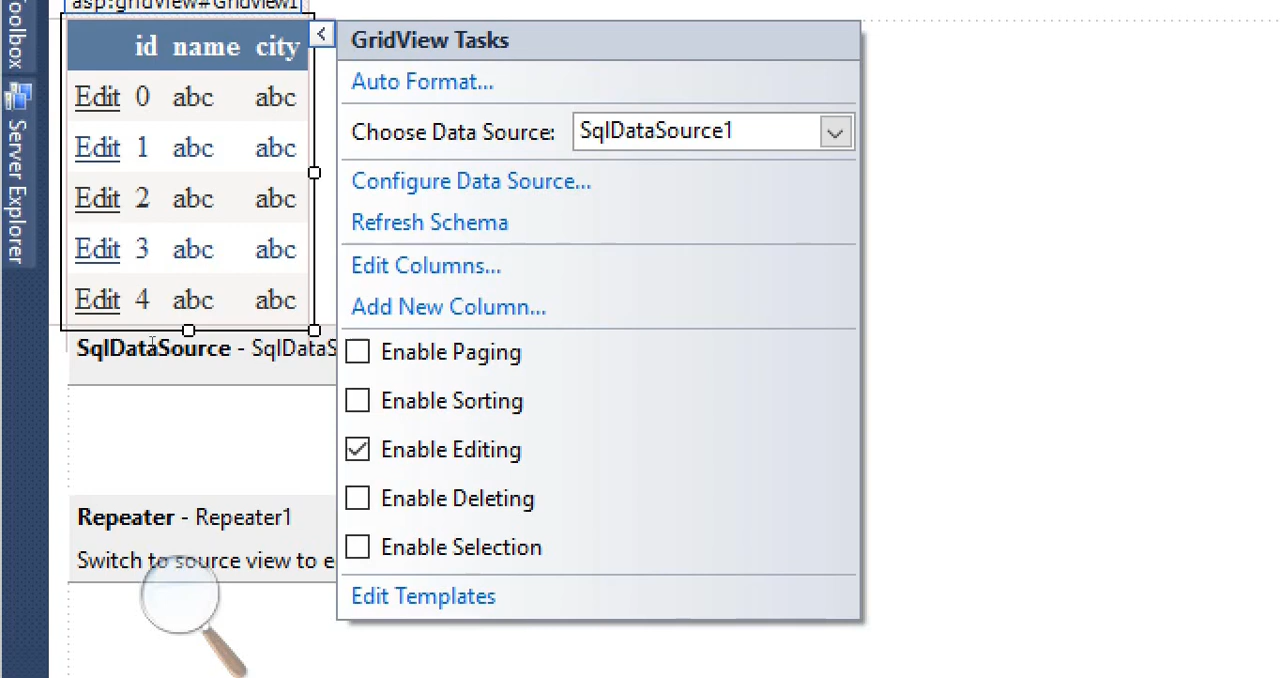 Toolbox
Server Explorer
asp:gridview#Gridview1
id name city
Edit 0 abc abc
Edit 1 abc abc
Edit 2 abc abc
Edit 3 abc abc
Edit 4 abc abc
SqlDataSource - SqlDataS
Repeater - Repeater1
Switch to source view to e
GridView Tasks
Auto Format...
Choose Data Source: SqlDataSource1
Configure Data Source...
Refresh Schema
Edit Columns...
Add New Column...
Enable Paging
Enable Sorting
Enable Editing
Enable Deleting
Enable Selection
Edit Templates